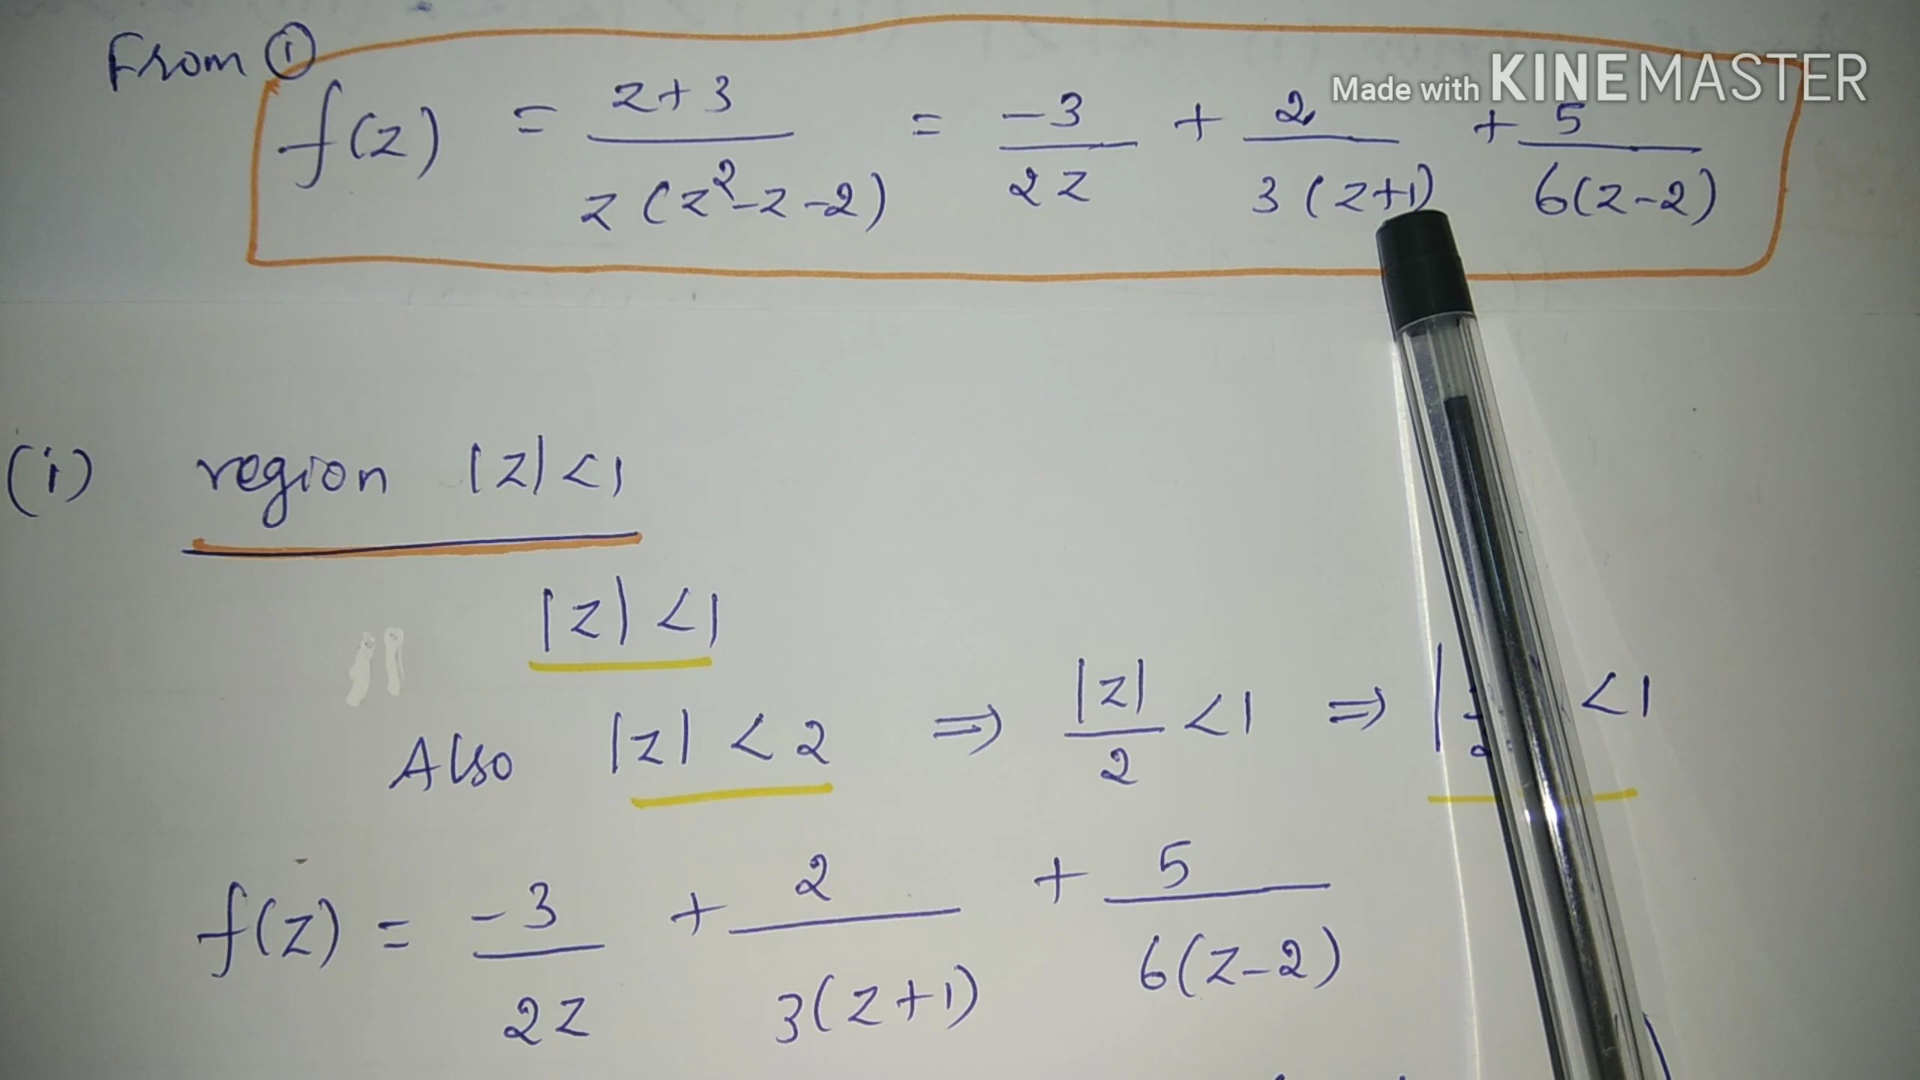 From ①
Made with KINEMASTER
f(z) = z+3 / z(z²-z-2) = -3 / 2z + 2 / 3(z+1) + 5 / 6(z-2)
(i) region |z|<1
|z|<1
Also |z|<2 ⇒ |z|/2 <1 ⇒ | <1
f(z) = -3 / 2z + 2 / 3(z+1) + 5 / 6(z-2)